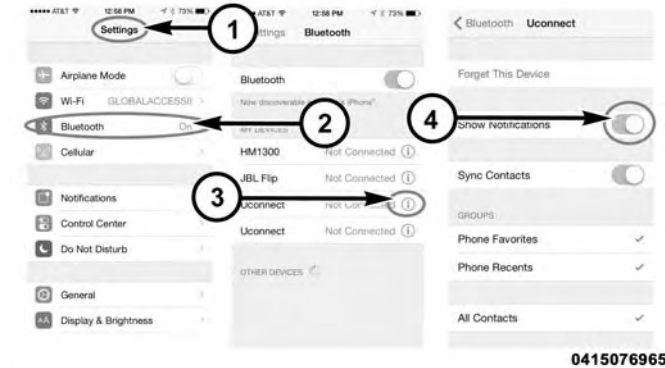 AT&T 12:58 PM 73%
Settings
Airplane Mode
Wi-Fi GLOBALACCESSII
Bluetooth On
Cellular
Notifications
Control Center
Do Not Disturb
General
Display & Brightness
1
2
3
AT&T 12:58 PM 73%
Bluetooth
Bluetooth
Now discoverable
MY DEVICES
HM1300 Not Connected
JBL Flip Not Connected
Uconnect Not Connected
Uconnect Not Connected
OTHER DEVICES
4
Bluetooth Uconnect
Forget This Device
Show Notifications
Sync Contacts
GROUPS
Phone Favorites
Phone Recents
All Contacts
0415076965